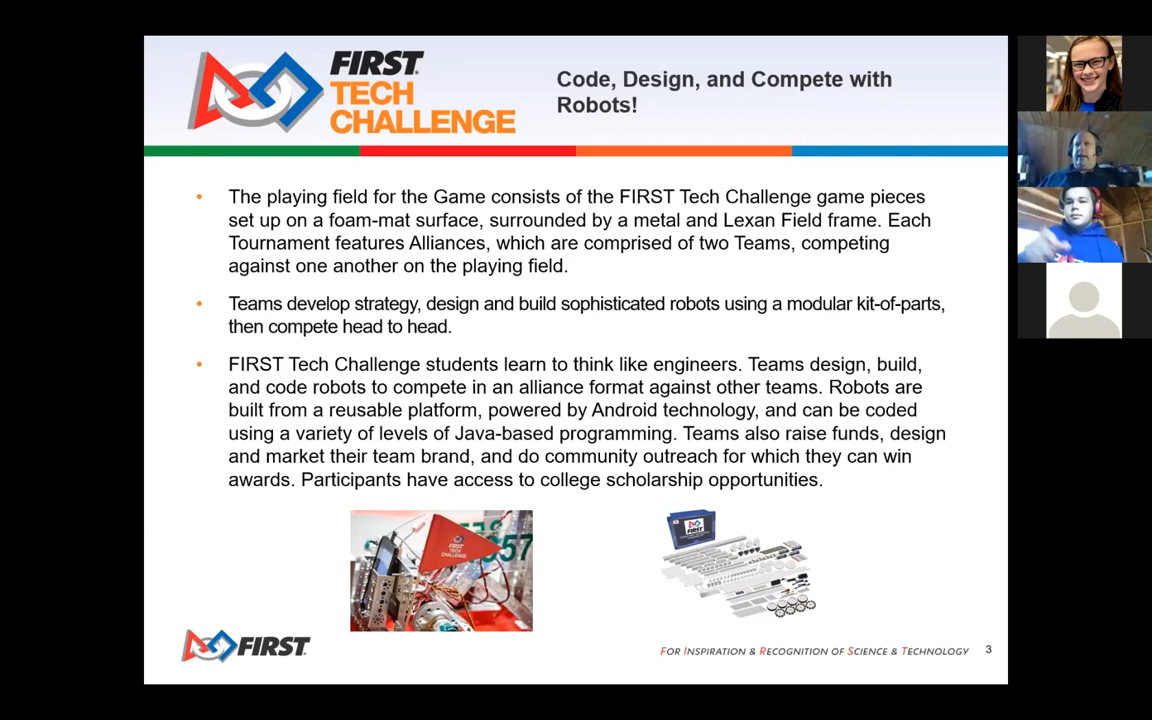 FIRST
TECH
CHALLENGE
Code, Design, and Compete with
Robots!
• The playing field for the Game consists of the FIRST Tech Challenge game pieces
set up on a foam-mat surface, surrounded by a metal and Lexan Field frame. Each
Tournament features Alliances, which are comprised of two Teams, competing
against one another on the playing field.
• Teams develop strategy, design and build sophisticated robots using a modular kit-of-parts,
then compete head to head.
• FIRST Tech Challenge students learn to think like engineers. Teams design, build,
and code robots to compete in an alliance format against other teams. Robots are
built from a reusable platform, powered by Android technology, and can be coded
using a variety of levels of Java-based programming. Teams also raise funds, design
and market their team brand, and do community outreach for which they can win
awards. Participants have access to college scholarship opportunities.
FIRST
TECH
CHALLENGE
57
FIRST
FOR INSPIRATION & RECOGNITION OF SCIENCE & TECHNOLOGY
3